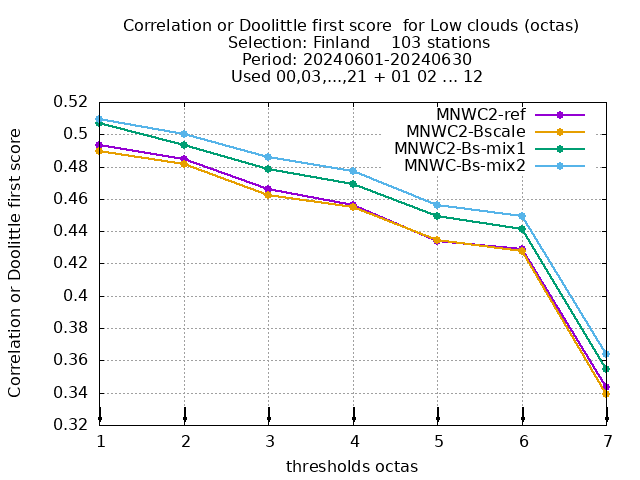 Correlation or Doolittle first score  for Low clouds (octas)
Selection: Finland    103 stations
Period: 20240601-20240630
Used 00,03,...,21 + 01 02 ... 12
MNWC2-ref
MNWC2-Bscale
MNWC2-Bs-mix1
MNWC-Bs-mix2
Correlation or Doolittle first score
0.52
0.5
0.48
0.46
0.44
0.42
0.4
0.38
0.36
0.34
0.32
1 2 3 4 5 6 7
thresholds octas